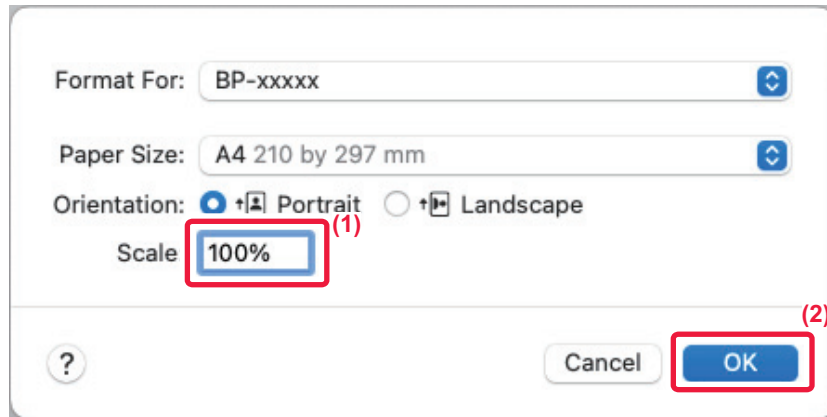 Format For: BP-xxxxx
Paper Size: A4 210 by 297 mm
Orientation: Portrait Landscape
(1)
Scale 100%
(2)
? Cancel OK